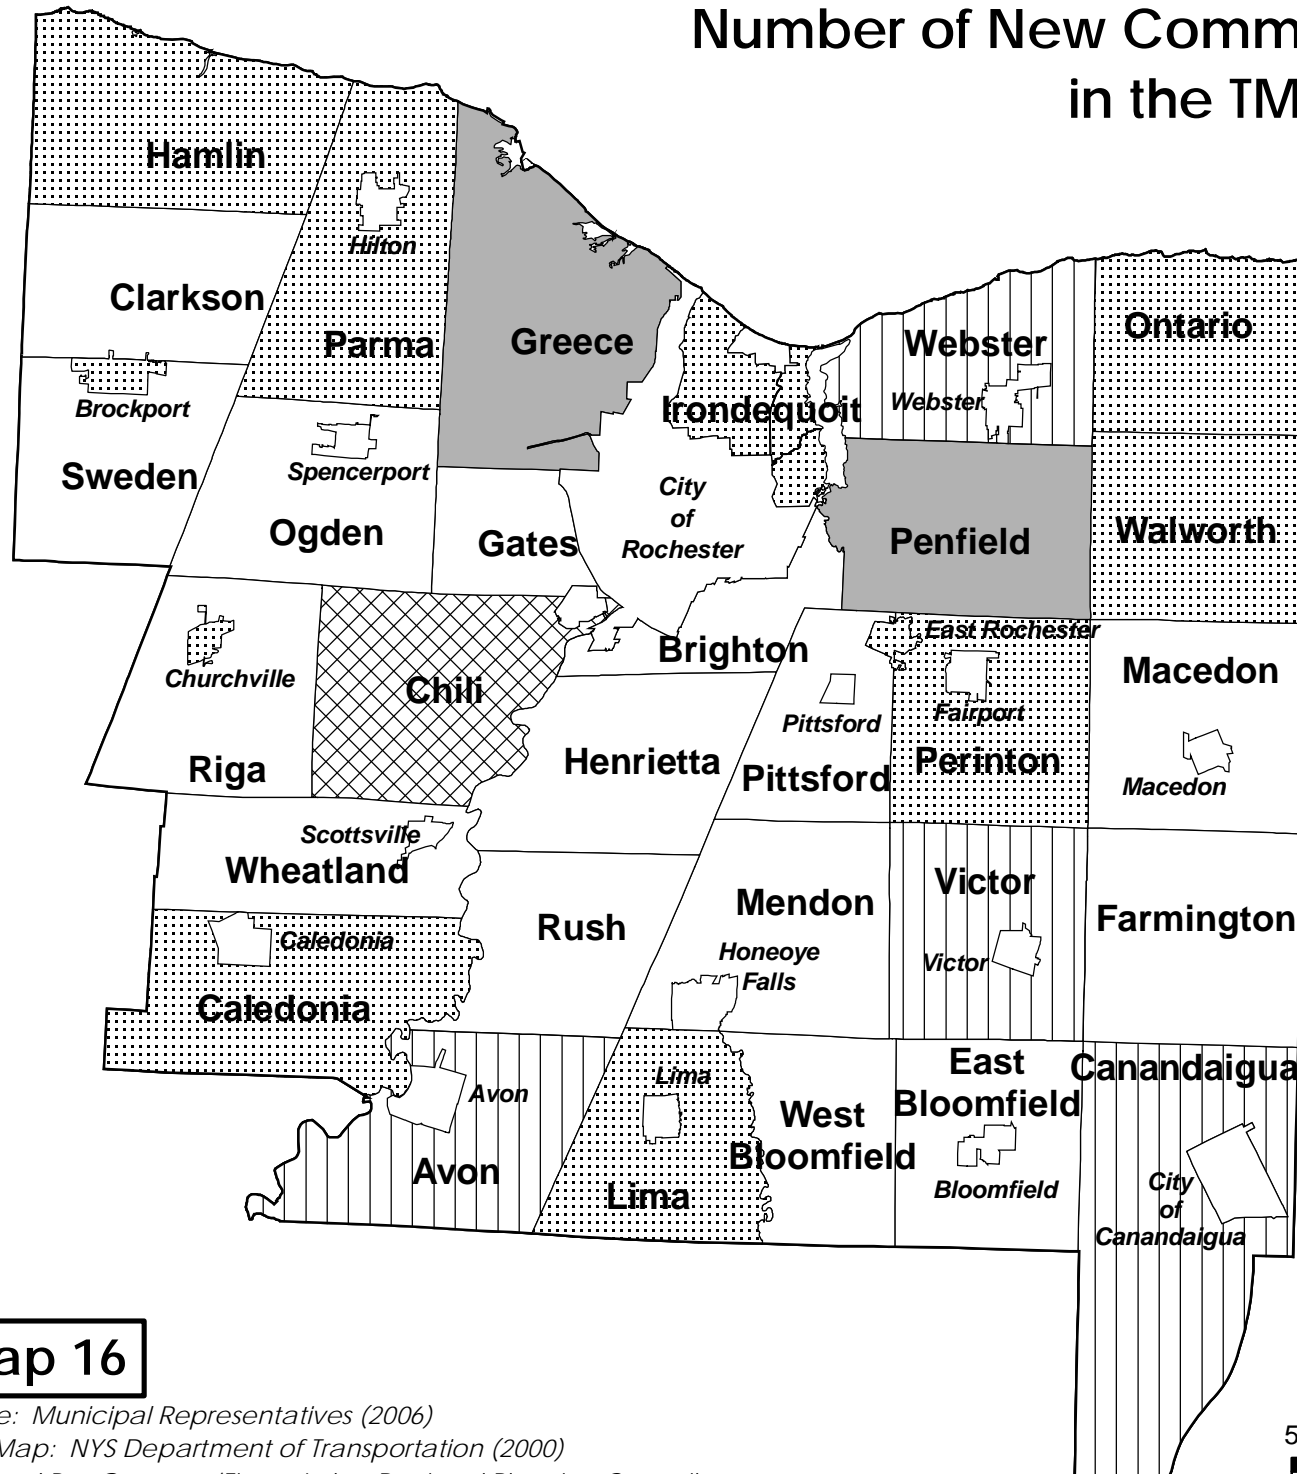 Number of New Comm
in the TM
Hamlin
Hilton
Clarkson
Parma
Greece
Webster
Webster
Ontario
Brockport
Irondequoit
Spencerport
Sweden
Ogden
Gates
City
of
Rochester
Penfield
Walworth
East Rochester
Brighton
Macedon
Churchville
Chili
Pittsford
Fairport
Riga
Henrietta
Pittsford
Perinton
Macedon
Scottsville
Wheatland
Victor
Mendon
Farmington
Rush
Caledonia
Honeoye
Falls
Victor
Caledonia
East
Bloomfield
Canandaigua
Lima
Avon
West
Bloomfield
Avon
Lima
Bloomfield
City
of
Canandaigua
ap 16
e: Municipal Representatives (2006)
Map: NYS Department of Transportation (2000)
5